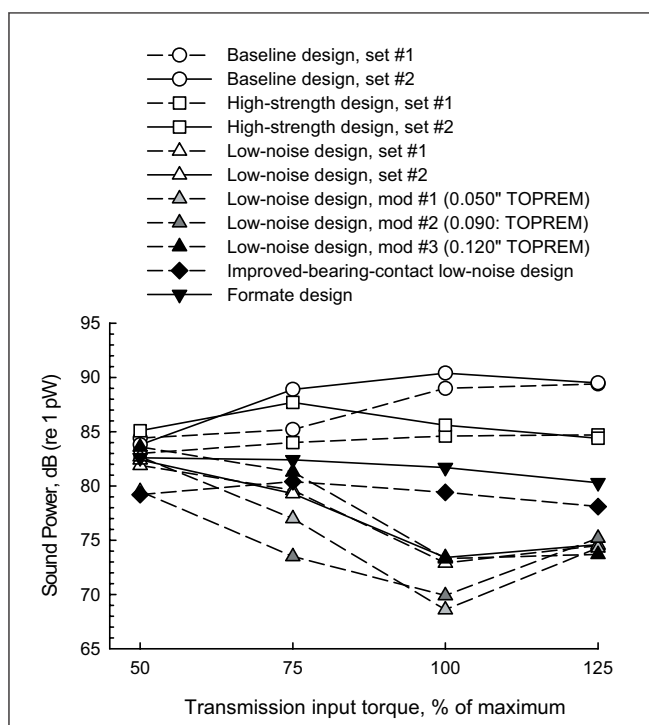 Baseline design, set #1
Baseline design, set #2
High-strength design, set #1
High-strength design, set #2
Low-noise design, set #1
Low-noise design, set #2
Low-noise design, mod #1 (0.050" TOPREM)
Low-noise design, mod #2 (0.090: TOPREM)
Low-noise design, mod #3 (0.120" TOPREM)
Improved-bearing-contact low-noise design
Formate design
Sound Power, dB (re 1 pW)
95
90
85
80
75
70
65
50 75 100 125
Transmission input torque, % of maximum